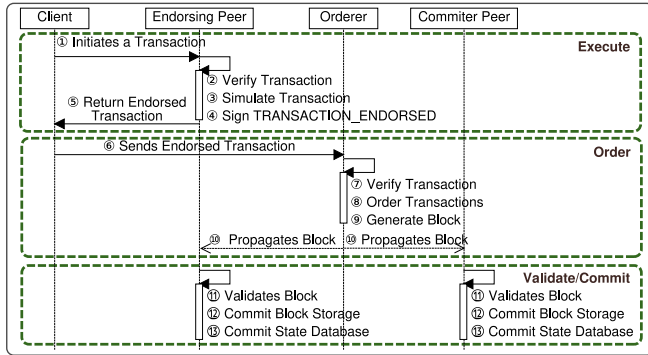 Client Endorsing Peer Orderer Commiter Peer
① Initiates a Transaction
Execute
② Verify Transaction
③ Simulate Transaction
④ Sign TRANSACTION_ENDORSED
⑤ Return Endorsed
Transaction
⑥ Sends Endorsed Transaction
Order
⑦ Verify Transaction
⑧ Order Transactions
⑨ Generate Block
⑩ Propagates Block ⑩ Propagates Block
Validate/Commit
⑪ Validates Block
⑫ Commit Block Storage
⑬ Commit State Database
⑪ Validates Block
⑫ Commit Block Storage
⑬ Commit State Database